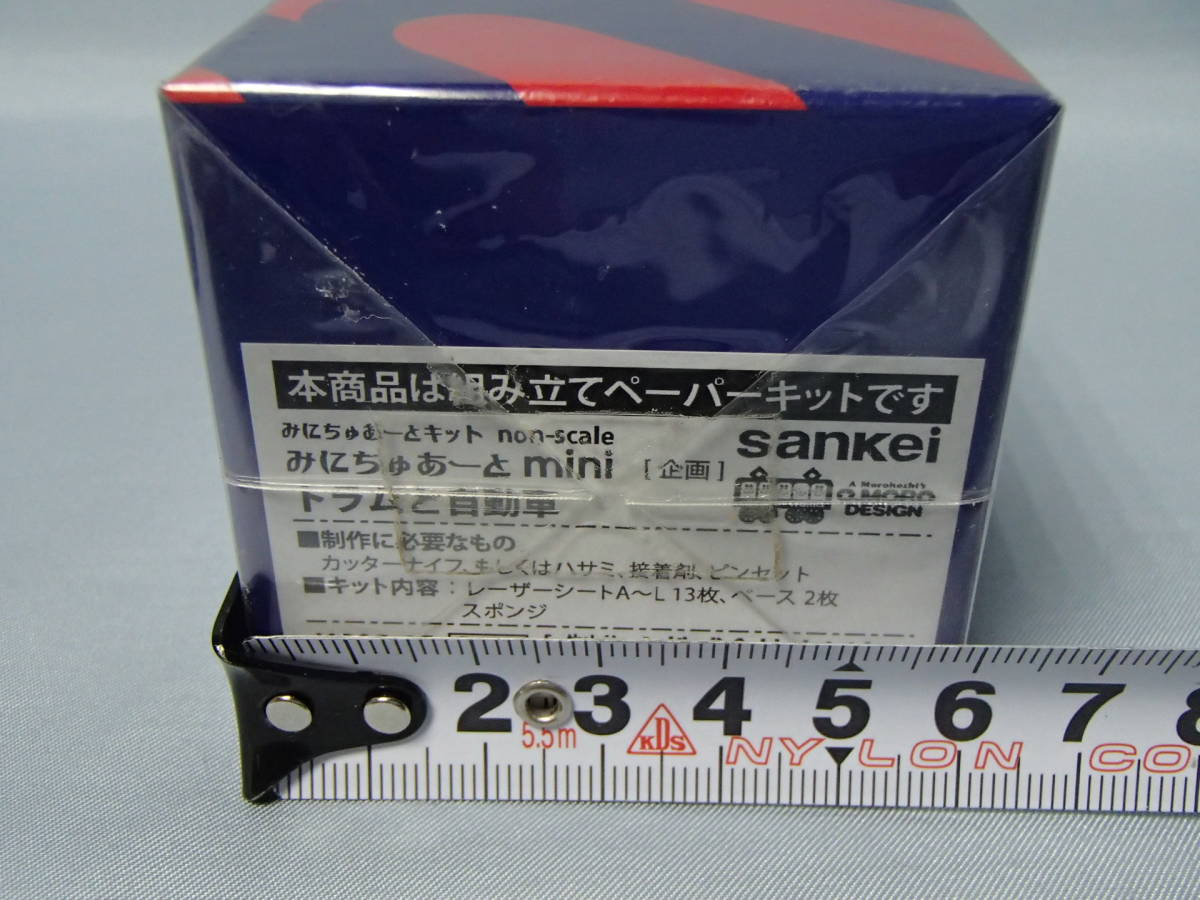 本商品は組み立てペーパーキットです
みにちゅあーとキット non-scale
みにちゅあーと mini [企画]
sankei
トラムと自動車
A Morohoshi's
O.MORO
DESIGN
■制作に必要なもの
カッターナイフ、もしくはハサミ、接着剤、ピンセット
■キット内容：レーザーシートA～L 13枚、ベース 2枚
スポンジ
2 3 4 5 6 7 8
5.5m KDS NYLON CO